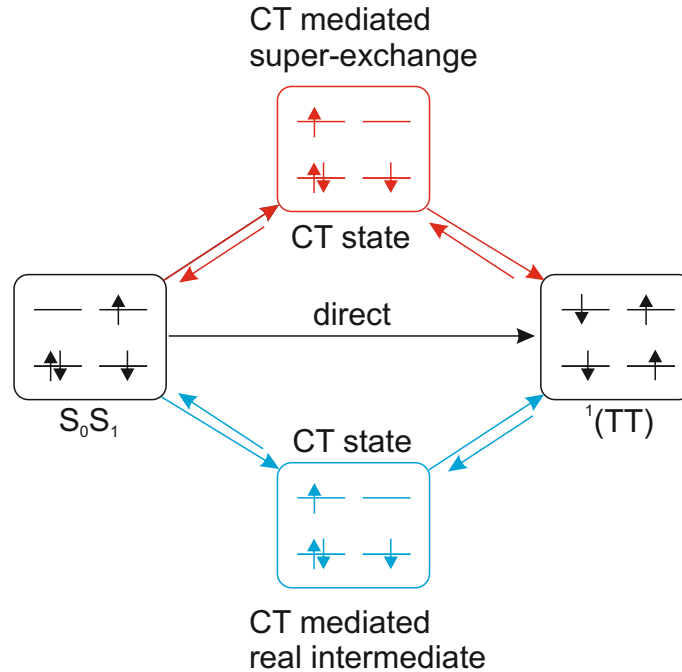 CT mediated
super-exchange
CT state
direct
S₀S₁
¹(TT)
CT state
CT mediated
real intermediate